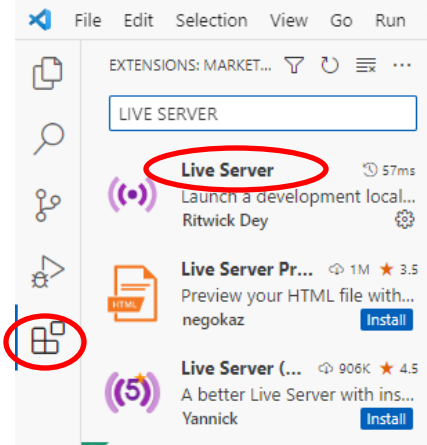 File Edit Selection View Go Run
EXTENSIONS: MARKET...
LIVE SERVER
Live Server 57ms
Launch a development local...
Ritwick Dey
Live Server Pr... 1M ★ 3.5
Preview your HTML file with...
HTML
negokaz Install
Live Server (... 906K ★ 4.5
A better Live Server with ins...
((5))
Yannick Install